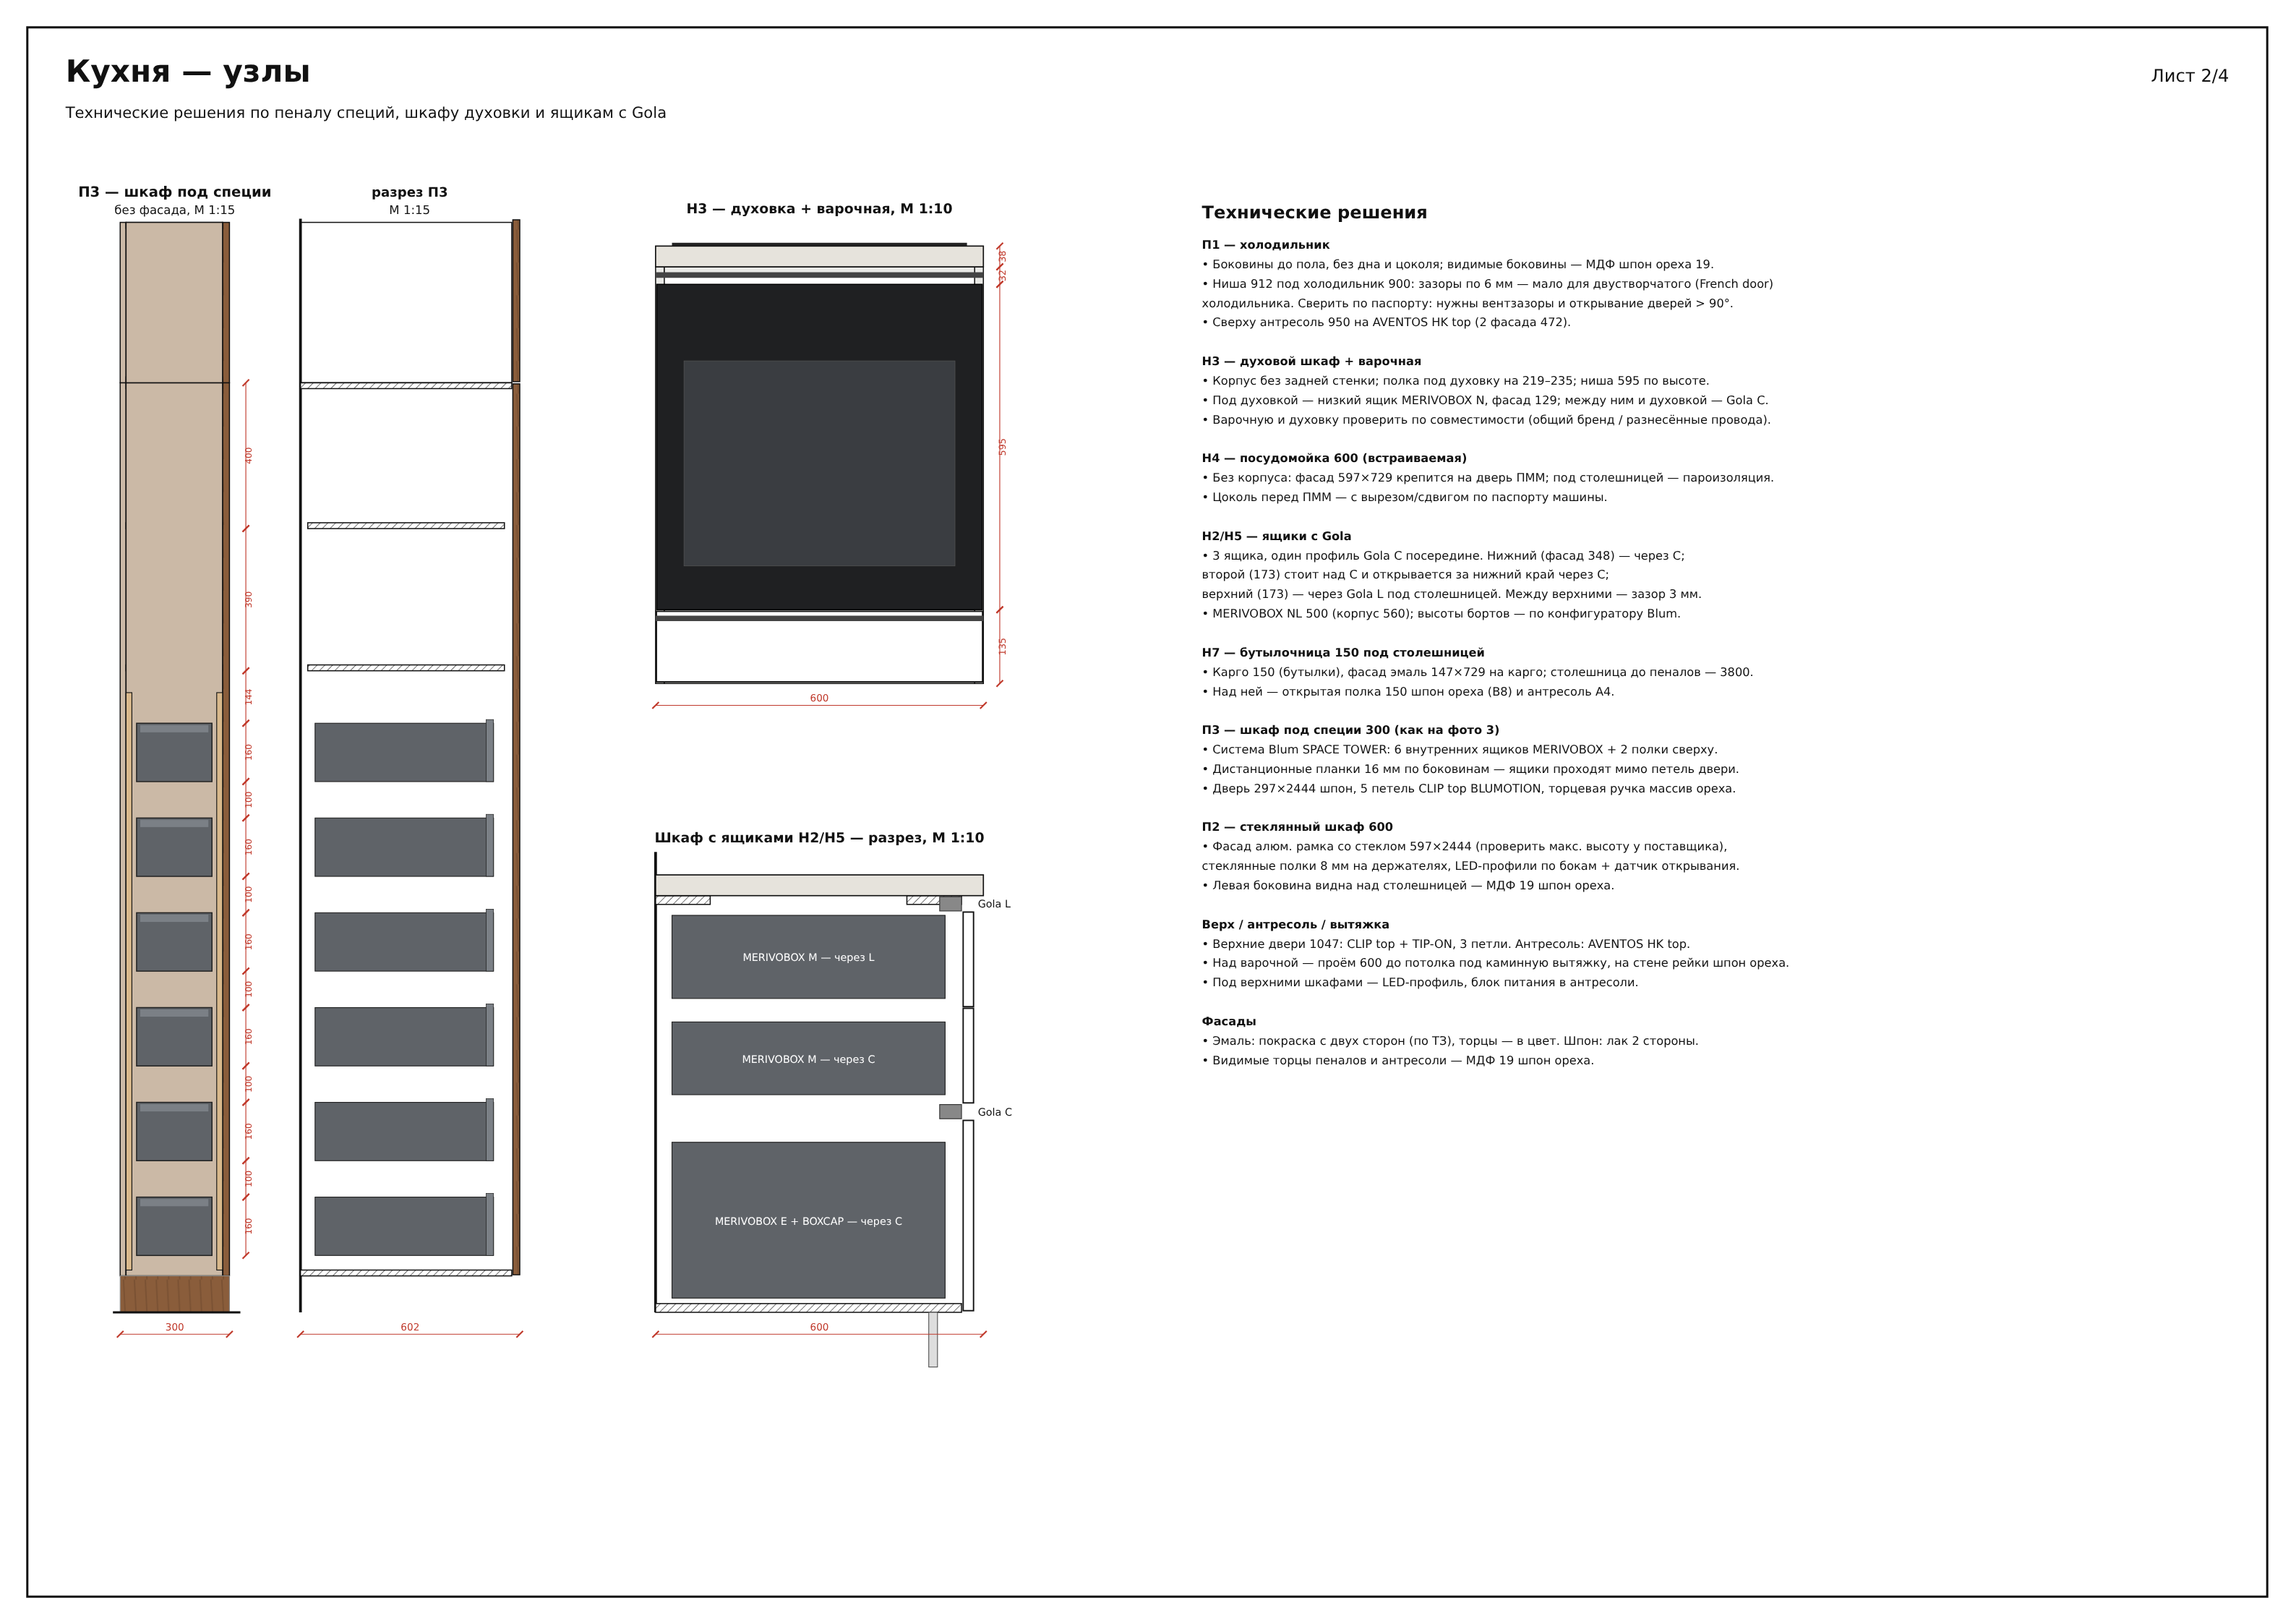 Кухня — узлы
Лист 2/4
Технические решения по пеналу специй, шкафу духовки и ящикам с Gola
П3 — шкаф под специи
без фасада, М 1:15
400
390
144
160
100
160
100
160
100
160
100
160
100
160
300
разрез П3
М 1:15
602
Н3 — духовка + варочная, М 1:10
38
32
595
135
600
Шкаф с ящиками Н2/Н5 — разрез, М 1:10
Gola L
MERIVOBOX M — через L
MERIVOBOX M — через C
Gola C
MERIVOBOX E + BOXCAP — через C
600
Технические решения
П1 — холодильник
• Боковины до пола, без дна и цоколя; видимые боковины — МДФ шпон ореха 19.
• Ниша 912 под холодильник 900: зазоры по 6 мм — мало для двустворчатого (French door)
холодильника. Сверить по паспорту: нужны вентзазоры и открывание дверей > 90°.
• Сверху антресоль 950 на AVENTOS HK top (2 фасада 472).
Н3 — духовой шкаф + варочная
• Корпус без задней стенки; полка под духовку на 219–235; ниша 595 по высоте.
• Под духовкой — низкий ящик MERIVOBOX N, фасад 129; между ним и духовкой — Gola C.
• Варочную и духовку проверить по совместимости (общий бренд / разнесённые провода).
Н4 — посудомойка 600 (встраиваемая)
• Без корпуса: фасад 597×729 крепится на дверь ПММ; под столешницей — пароизоляция.
• Цоколь перед ПММ — с вырезом/сдвигом по паспорту машины.
Н2/Н5 — ящики с Gola
• 3 ящика, один профиль Gola C посередине. Нижний (фасад 348) — через C;
второй (173) стоит над C и открывается за нижний край через C;
верхний (173) — через Gola L под столешницей. Между верхними — зазор 3 мм.
• MERIVOBOX NL 500 (корпус 560); высоты бортов — по конфигуратору Blum.
Н7 — бутылочница 150 под столешницей
• Карго 150 (бутылки), фасад эмаль 147×729 на карго; столешница до пеналов — 3800.
• Над ней — открытая полка 150 шпон ореха (В8) и антресоль А4.
П3 — шкаф под специи 300 (как на фото 3)
• Система Blum SPACE TOWER: 6 внутренних ящиков MERIVOBOX + 2 полки сверху.
• Дистанционные планки 16 мм по боковинам — ящики проходят мимо петель двери.
• Дверь 297×2444 шпон, 5 петель CLIP top BLUMOTION, торцевая ручка массив ореха.
П2 — стеклянный шкаф 600
• Фасад алюм. рамка со стеклом 597×2444 (проверить макс. высоту у поставщика),
стеклянные полки 8 мм на держателях, LED-профили по бокам + датчик открывания.
• Левая боковина видна над столешницей — МДФ 19 шпон ореха.
Верх / антресоль / вытяжка
• Верхние двери 1047: CLIP top + TIP-ON, 3 петли. Антресоль: AVENTOS HK top.
• Над варочной — проём 600 до потолка под каминную вытяжку, на стене рейки шпон ореха.
• Под верхними шкафами — LED-профиль, блок питания в антресоли.
Фасады
• Эмаль: покраска с двух сторон (по ТЗ), торцы — в цвет. Шпон: лак 2 стороны.
• Видимые торцы пеналов и антресоли — МДФ 19 шпон ореха.